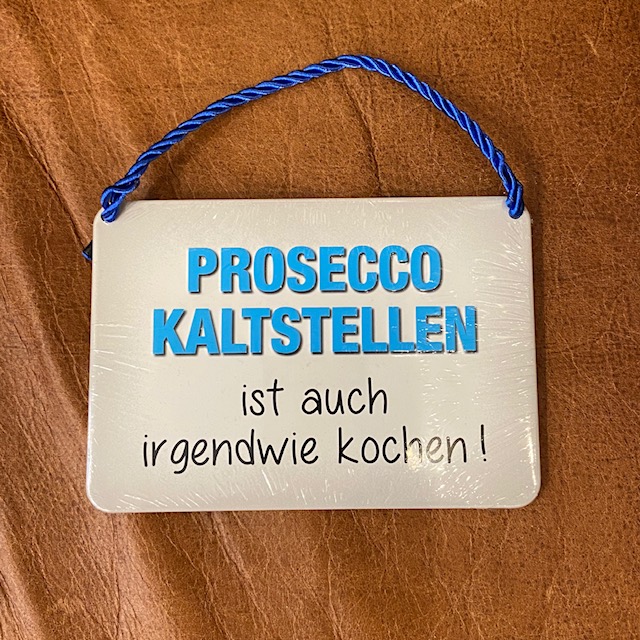 PROSECCO
KALTSTELLEN
ist auch
irgendwie kochen!